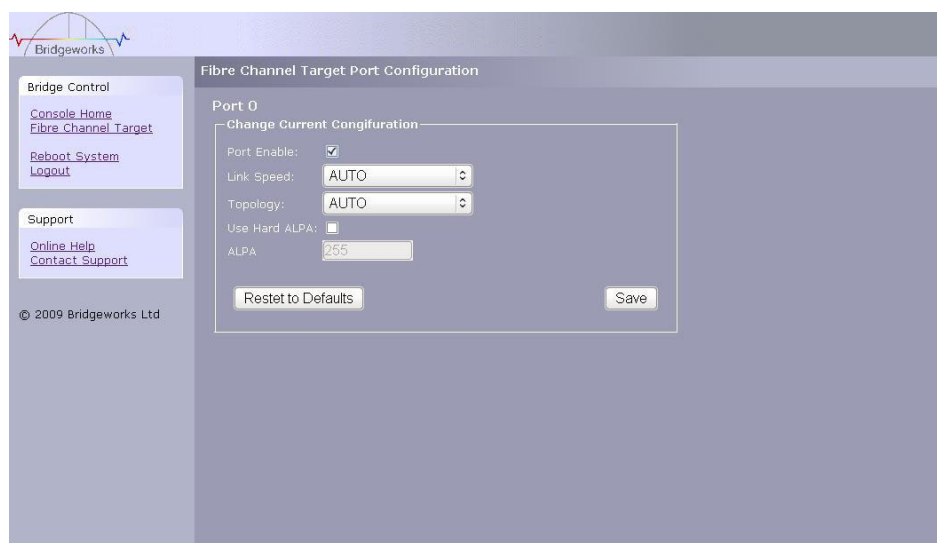 Bridgeworks
Bridge Control
Console Home
Fibre Channel Target
Reboot System
Logout
Support
Online Help
Contact Support
© 2009 Bridgeworks Ltd
Fibre Channel Target Port Configuration
Port 0
Change Current Congifuration
Port Enable:
Link Speed: AUTO
Topology: AUTO
Use Hard ALPA:
ALPA 255
Restet to Defaults Save